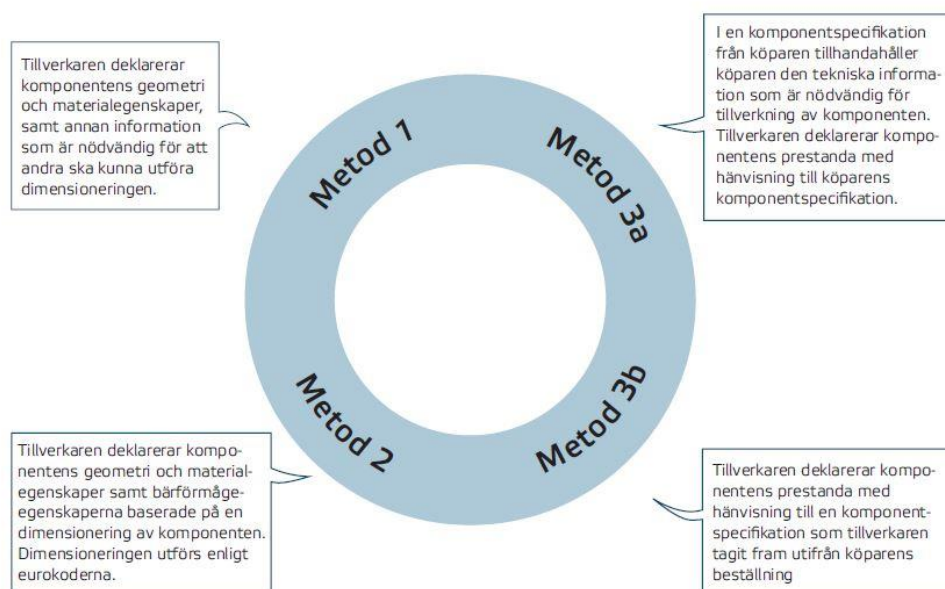 Tillverkaren deklarerar
komponentens geometri
och materialegenskaper,
samt annan information
som är nödvändig för att
andra ska kunna utföra
dimensioneringen.
Metod 1
Metod 3a
I en komponentspecifikation
från köparen tillhandahåller
köparen den tekniska informa-
tion som är nödvändig för
tillverkning av komponenten.
Tillverkaren deklarerar kompo-
nentens prestanda med
hänvisning till köparens
komponentspecifikation.
Tillverkaren deklarerar kompo-
nentens geometri och material-
egenskaper samt bärförmåge-
egenskaperna baserade på en
dimensionering av komponenten.
Dimensioneringen utförs enligt
eurokoderna.
Metod 2
Metod 3b
Tillverkaren deklarerar kompo-
nentens prestanda med
hänvisning till en komponent-
specifikation som tillverkaren
tagit fram utifrån köparens
beställning